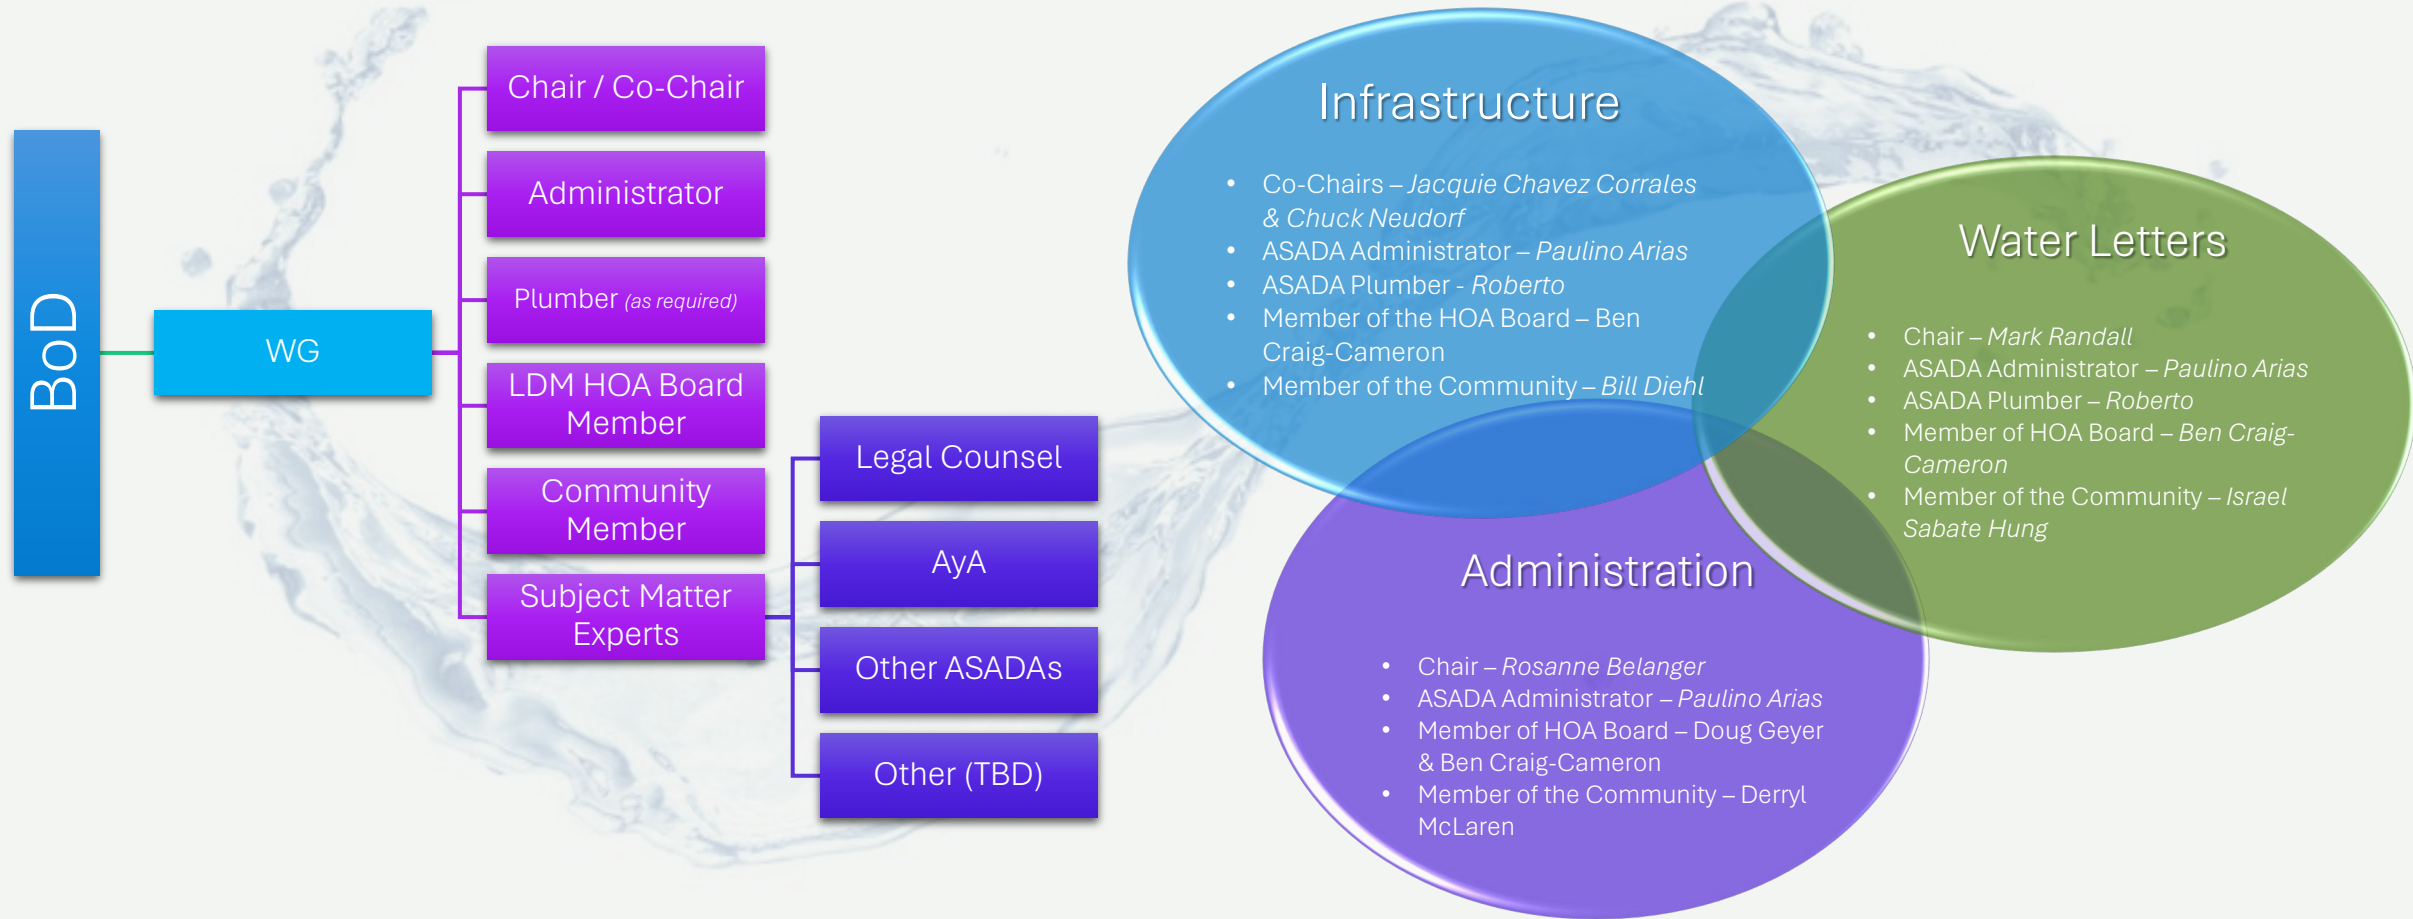 BoD
WG
Chair / Co-Chair
Administrator
Plumber (as required)
LDM HOA Board
Member
Community
Member
Subject Matter
Experts
Legal Counsel
AyA
Other ASADAs
Other (TBD)
Infrastructure
• Co-Chairs – Jacquie Chavez Corrales
& Chuck Neudorf
• ASADA Administrator – Paulino Arias
• ASADA Plumber - Roberto
• Member of the HOA Board – Ben
Craig-Cameron
• Member of the Community – Bill Diehl
Water Letters
• Chair – Mark Randall
• ASADA Administrator – Paulino Arias
• ASADA Plumber – Roberto
• Member of HOA Board – Ben Craig-
Cameron
• Member of the Community – Israel
Sabate Hung
Administration
• Chair – Rosanne Belanger
• ASADA Administrator – Paulino Arias
• Member of HOA Board – Doug Geyer
& Ben Craig-Cameron
• Member of the Community – Derryl
McLaren